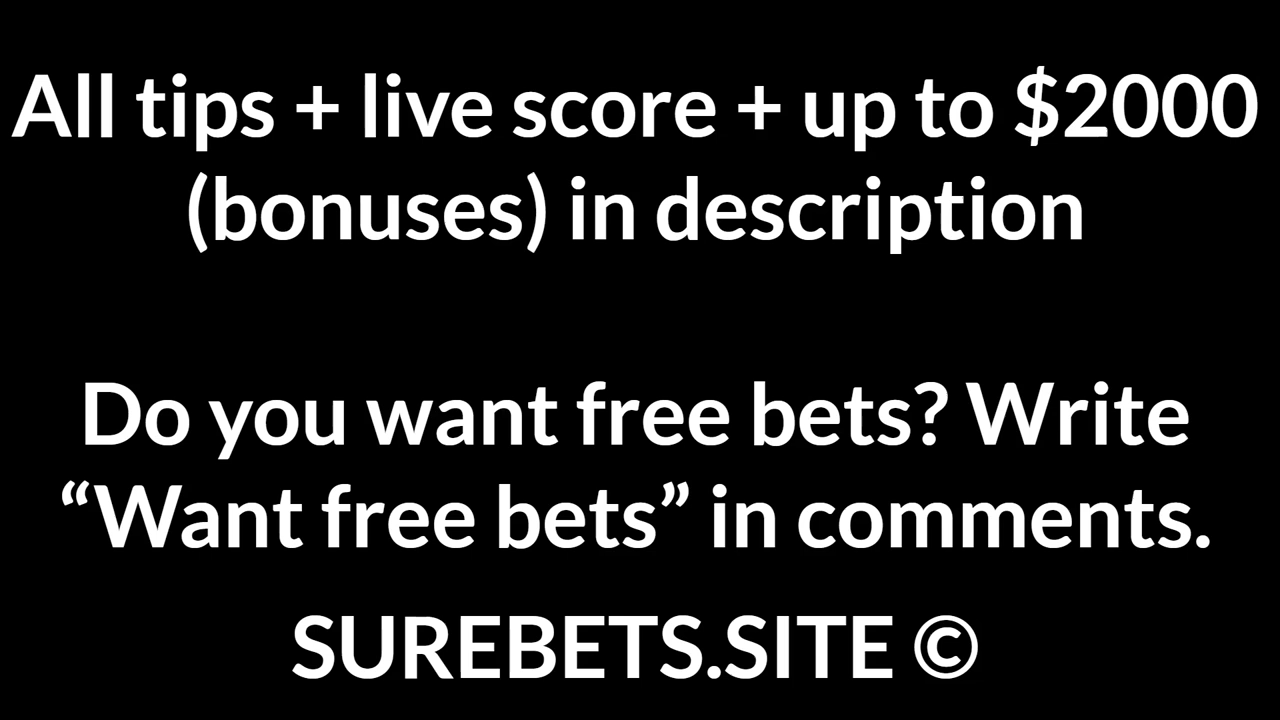 All tips + live score + up to $2000
(bonuses) in description
Do you want free bets? Write
“Want free bets” in comments.
SUREBETS.SITE ©